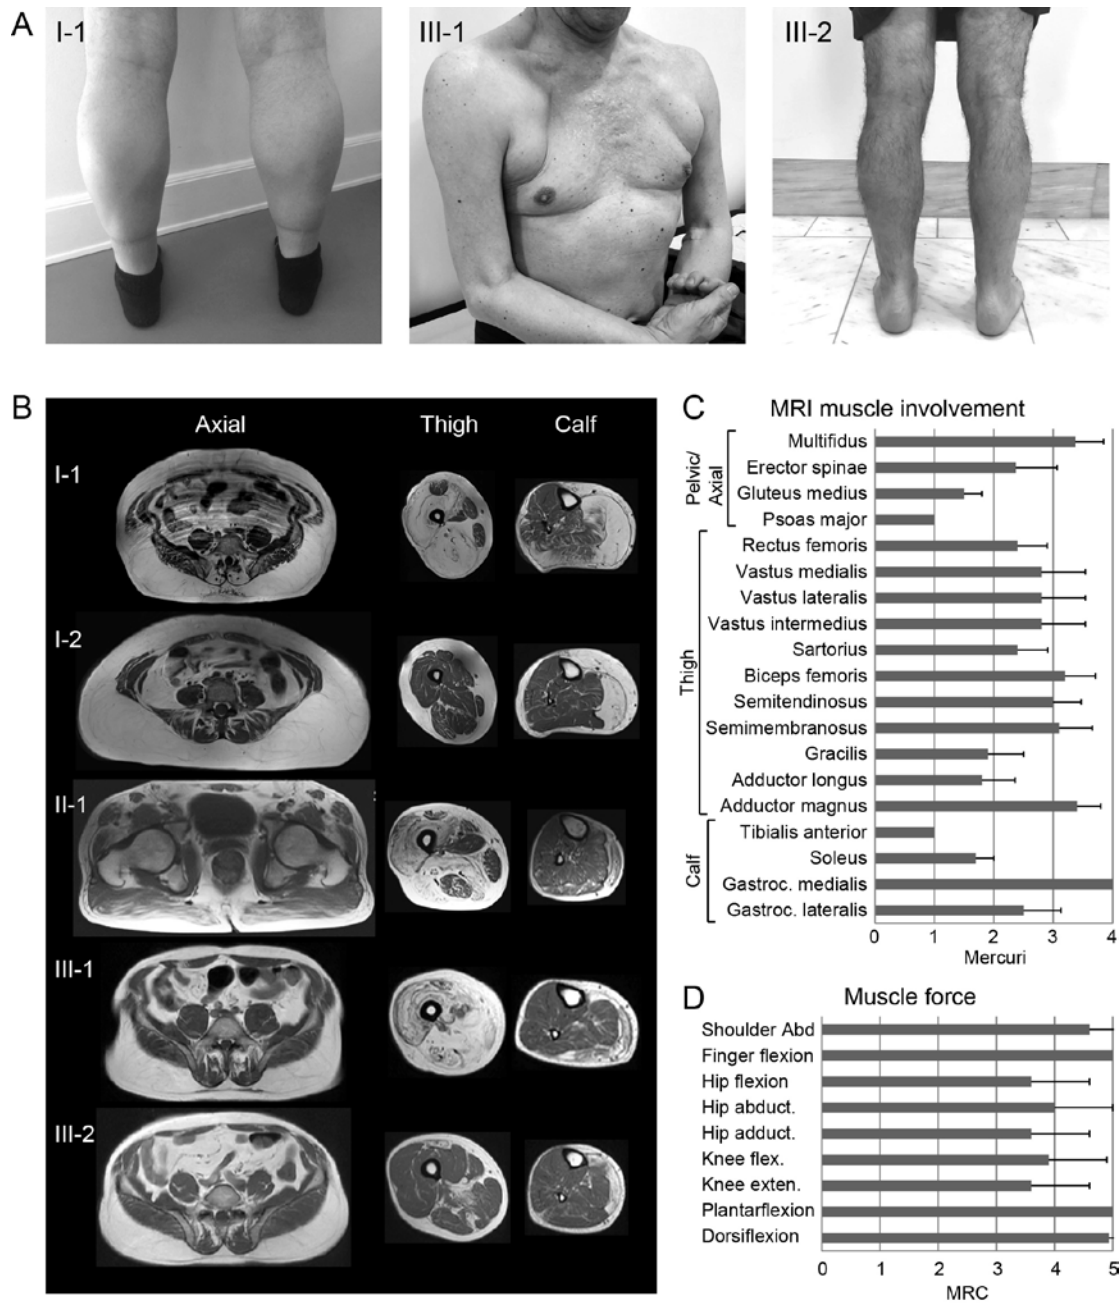 A
I-1
III-1
III-2
B
Axial
Thigh
Calf
I-1
I-2
II-1
III-1
III-2
C
MRI muscle involvement
Pelvic/
Axial
Multifidus
Erector spinae
Gluteus medius
Psoas major
Thigh
Rectus femoris
Vastus medialis
Vastus lateralis
Vastus intermedius
Sartorius
Biceps femoris
Semitendinosus
Semimembranosus
Gracilis
Adductor longus
Adductor magnus
Calf
Tibialis anterior
Soleus
Gastroc. medialis
Gastroc. lateralis
0 1 2 3 4
Mercuri
D
Muscle force
Shoulder Abd
Finger flexion
Hip flexion
Hip abduct.
Hip adduct.
Knee flex.
Knee exten.
Plantarflexion
Dorsiflexion
0 1 2 3 4 5
MRC